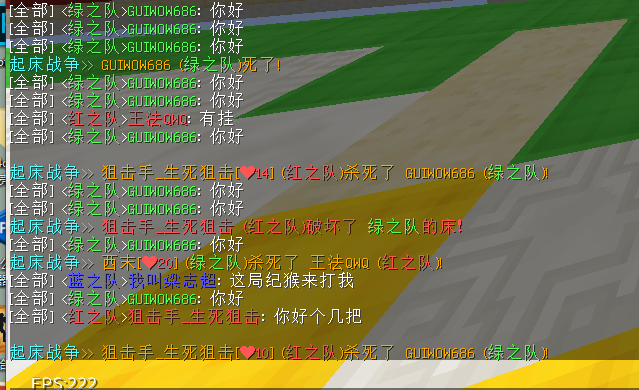 [全部] <绿之队>GUIWOW686: 你好
[全部] <绿之队>GUIWOW686: 你好
[全部] <绿之队>GUIWOW686: 你好
起床战争>> GUIWOW686 (绿之队)死了!
[全部] <绿之队>GUIWOW686: 你好
[全部] <绿之队>GUIWOW686: 你好
[全部] <红之队>王法QWQ: 有挂
[全部] <绿之队>GUIWOW686: 你好
起床战争>> 狙击手_生死狙击[❤14] (红之队)杀死了 GUIWOW686 (绿之队)!
[全部] <绿之队>GUIWOW686: 你好
[全部] <绿之队>GUIWOW686: 你好
起床战争>> 狙击手_生死狙击 (红之队)破坏了 绿之队的床!
[全部] <绿之队>GUIWOW686: 你好
起床战争>> 西末[❤20] (绿之队)杀死了 王法QWQ (红之队)!
[全部] <蓝之队>我叫梁志超: 这局纪猴来打我
[全部] <绿之队>GUIWOW686: 你好
[全部] <红之队>狙击手_生死狙击: 你好个几把
起床战争>> 狙击手_生死狙击[❤10] (红之队)杀死了 GUIWOW686 (绿之队)!
FPS:222